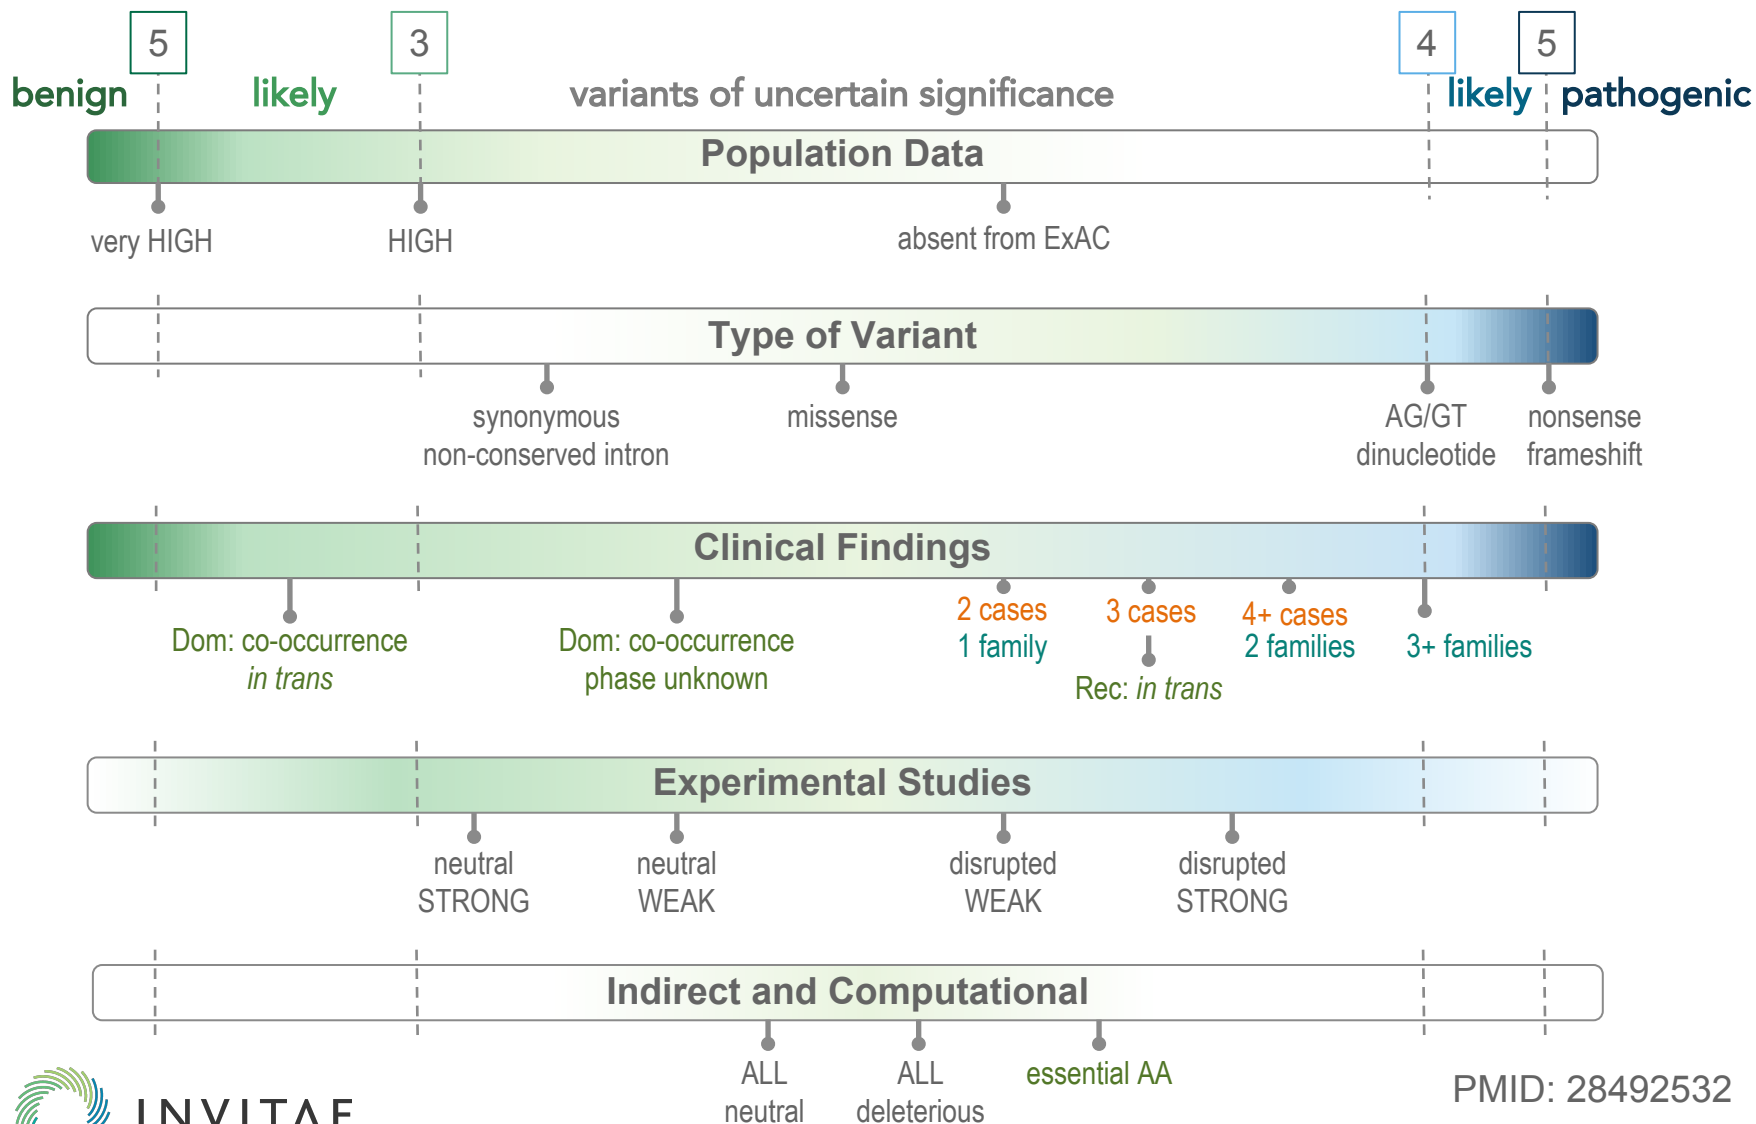 5
3
4
5
benign
likely
variants of uncertain significance
likely
pathogenic
Population Data
very HIGH
HIGH
absent from ExAC
Type of Variant
synonymous
non-conserved intron
missense
AG/GT
dinucleotide
nonsense
frameshift
Clinical Findings
Dom: co-occurrence
in trans
Dom: co-occurrence
phase unknown
2 cases
1 family
3 cases
Rec: in trans
4+ cases
2 families
3+ families
Experimental Studies
neutral
STRONG
neutral
WEAK
disrupted
WEAK
disrupted
STRONG
Indirect and Computational
ALL
neutral
ALL
deleterious
essential AA
INVITAE
PMID: 28492532